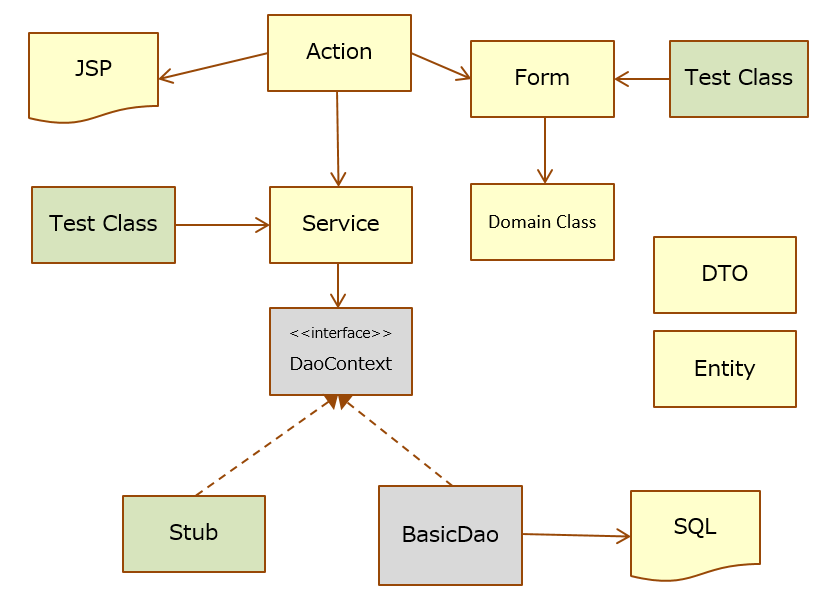 JSP
Action
Form
Test Class
Test Class
Service
Domain Class
DTO
<<interface>>
DaoContext
Entity
Stub
BasicDao
SQL